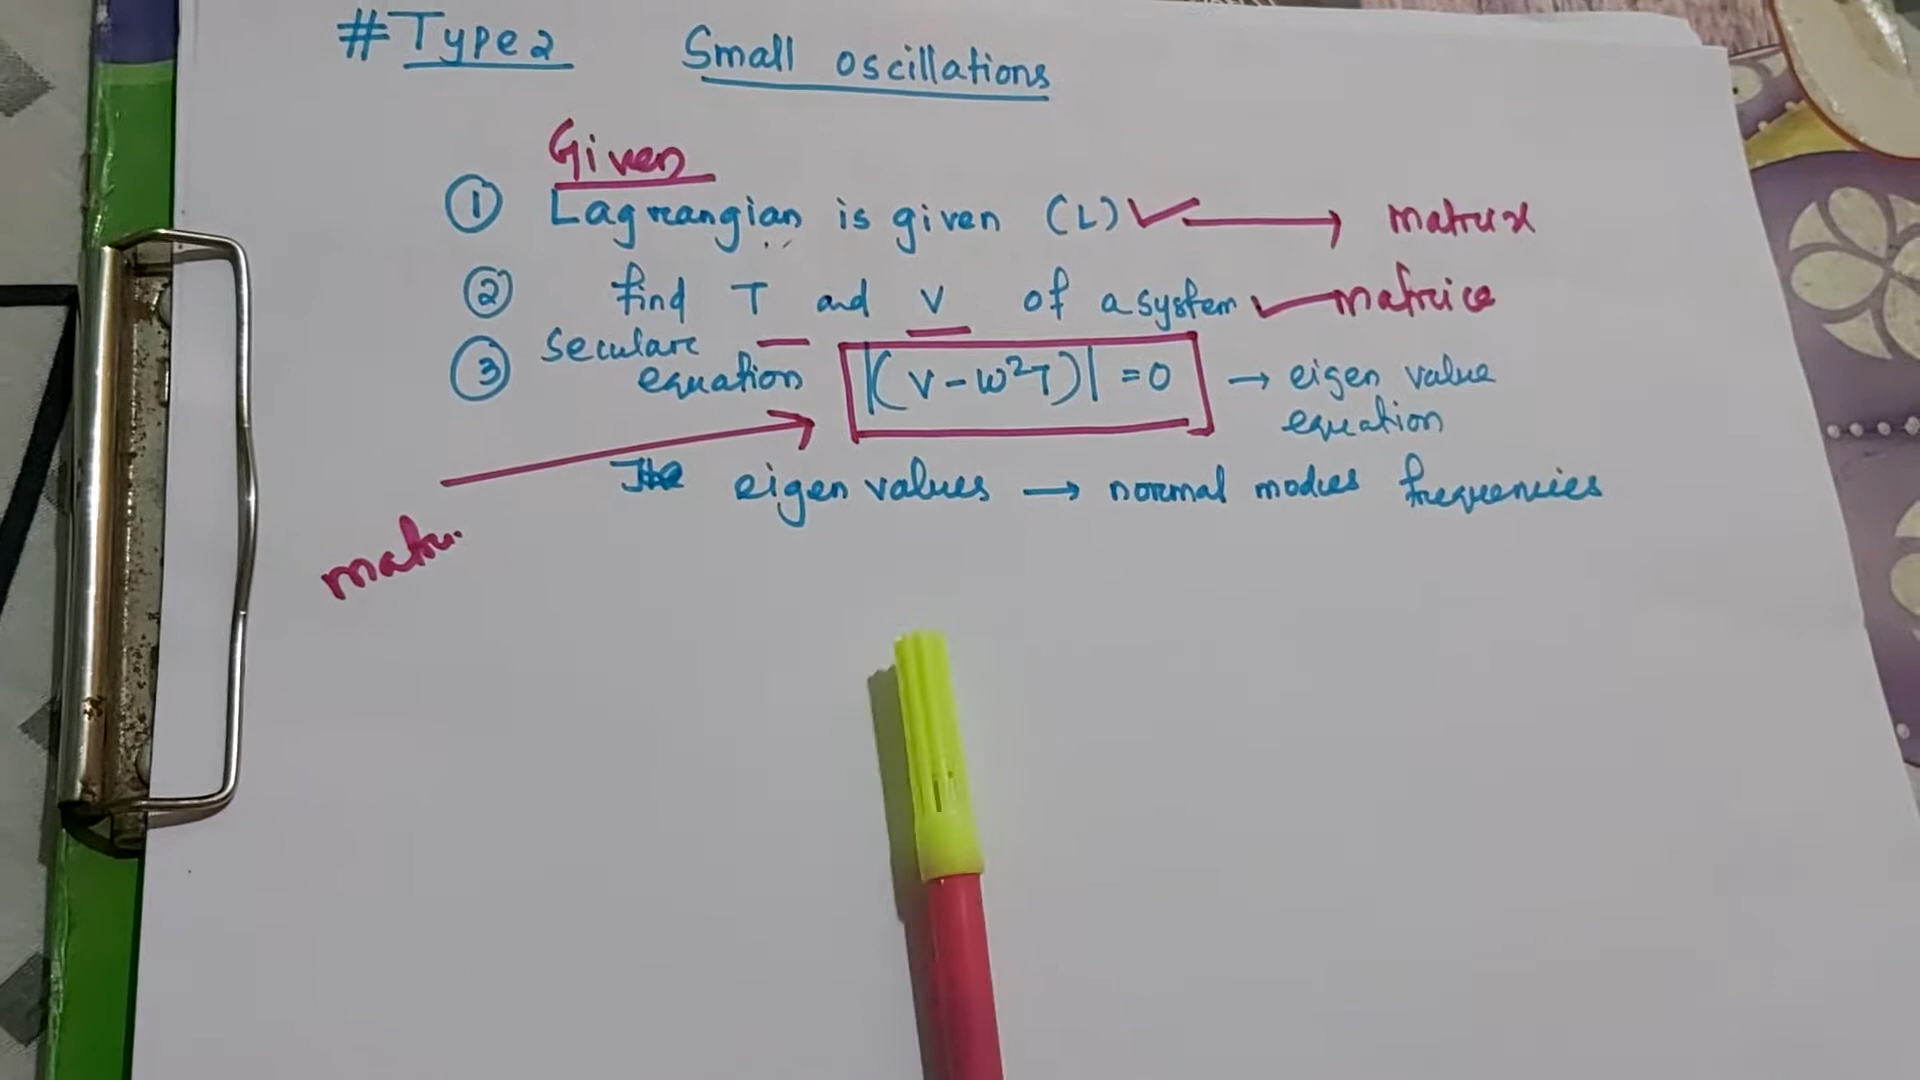 #Type2 Small oscillations
Given
① Lagrangian is given (L) ✓ → matrix
② find T and V of a system ✓ matrice
③ Seculare equation |(V-ω²T)| = 0 → eigen value equation
The eigen values → normal modes frequencies
matri